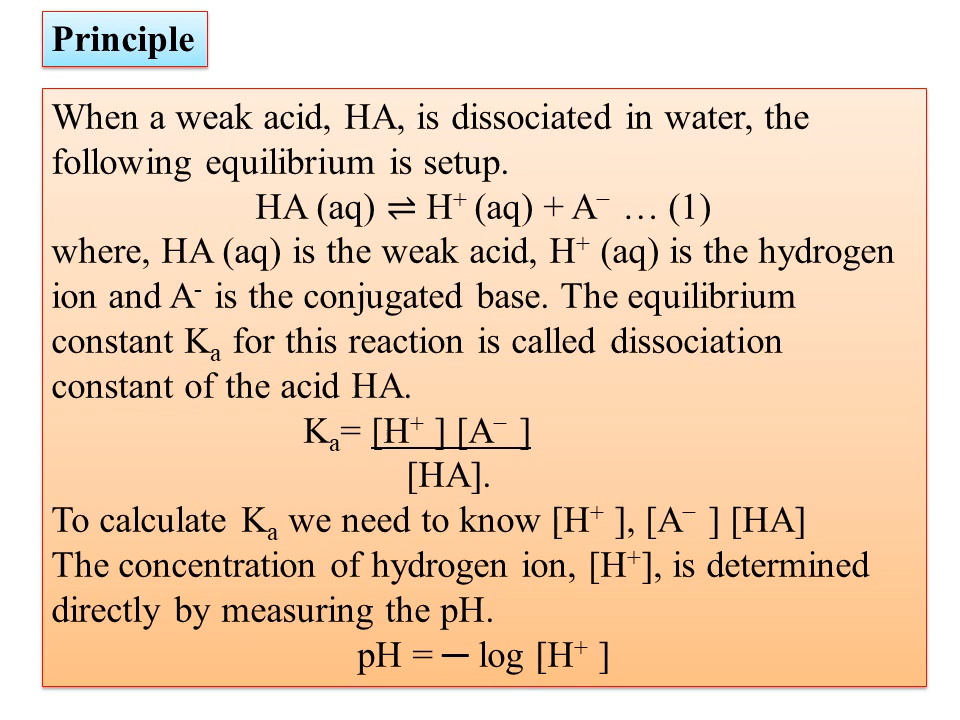 Principle
When a weak acid, HA, is dissociated in water, the
following equilibrium is setup.
HA (aq) ⇌ H⁺ (aq) + A⁻ … (1)
where, HA (aq) is the weak acid, H⁺ (aq) is the hydrogen
ion and A⁻ is the conjugated base. The equilibrium
constant Kₐ for this reaction is called dissociation
constant of the acid HA.
Kₐ= [H⁺ ] [A⁻ ]
[HA].
To calculate Kₐ we need to know [H⁺ ], [A⁻ ] [HA]
The concentration of hydrogen ion, [H⁺], is determined
directly by measuring the pH.
pH = ─ log [H⁺ ]